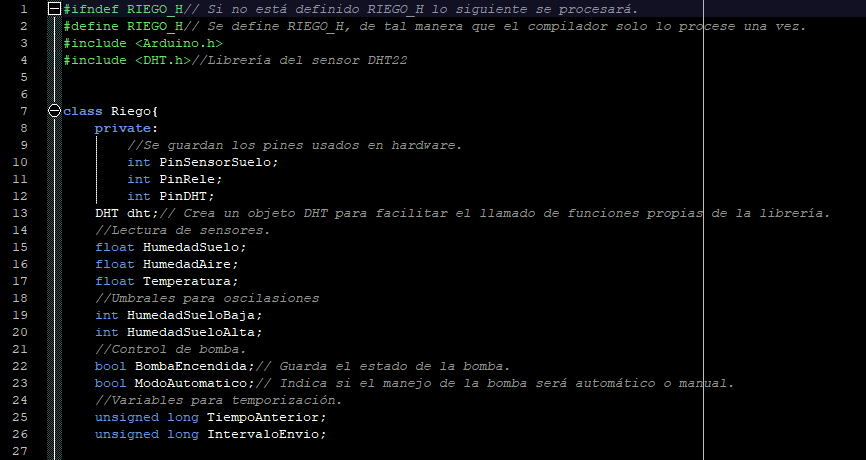 1 #ifndef RIEGO_H// Si no está definido RIEGO_H lo siguiente se procesará.
2 #define RIEGO_H// Se define RIEGO_H, de tal manera que el compilador solo lo procese una vez.
3 #include <Arduino.h>
4 #include <DHT.h>//Librería del sensor DHT22
5
6
7 class Riego{
8 private:
9 //Se guardan los pines usados en hardware.
10 int PinSensorSuelo;
11 int PinRele;
12 int PinDHT;
13 DHT dht;// Crea un objeto DHT para facilitar el llamado de funciones propias de la librería.
14 //Lectura de sensores.
15 float HumedadSuelo;
16 float HumedadAire;
17 float Temperatura;
18 //Umbrales para oscilasiones
19 int HumedadSueloBaja;
20 int HumedadSueloAlta;
21 //Control de bomba.
22 bool BombaEncendida;// Guarda el estado de la bomba.
23 bool ModoAutomatico;// Indica si el manejo de la bomba será automático o manual.
24 //Variables para temporización.
25 unsigned long TiempoAnterior;
26 unsigned long IntervaloEnvio;
27